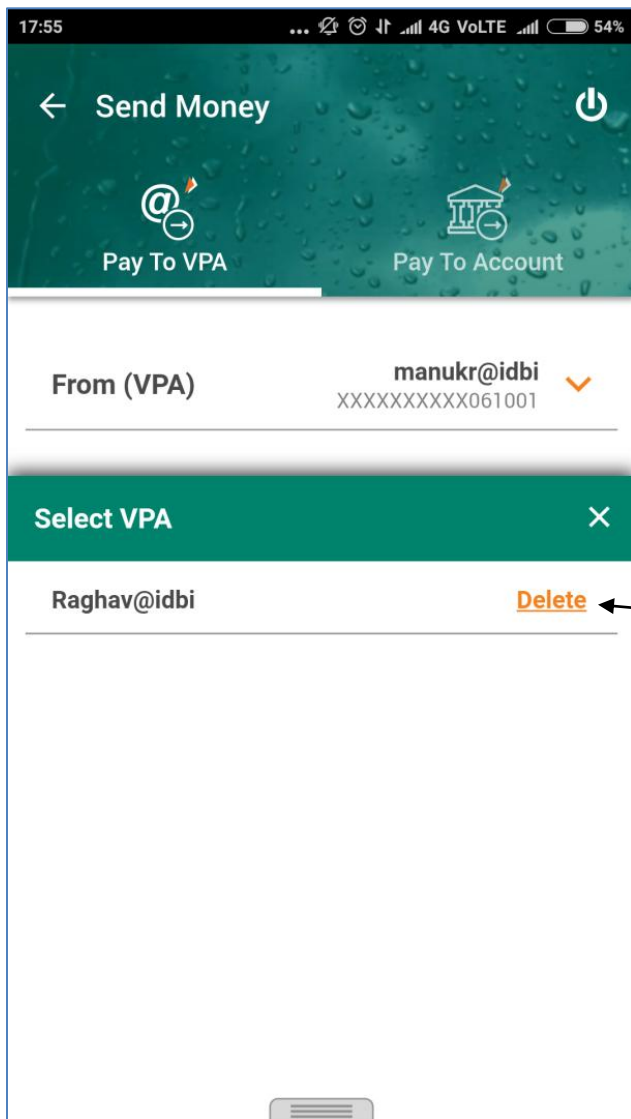 17:55 ... 4G VoLTE 54%
Send Money
Pay To VPA Pay To Account
From (VPA) manukr@idbi
XXXXXXXXXX061001
Select VPA
Raghav@idbi Delete